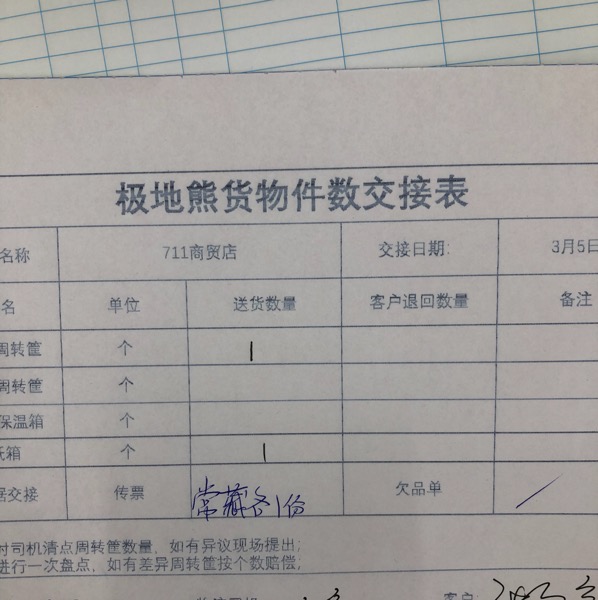 极地熊货物件数交接表
名称 711商贸店 交接日期: 3月5日
名 单位 送货数量 客户退回数量 备注
周转筐 个 1
周转筐 个
保温箱 个
纸箱 个 1
据交接 传票 常藏各1份 欠品单 /
对司机清点周转筐数量，如有异议现场提出;
进行一次盘点，如有差异周转筐按个数赔偿;
客户: